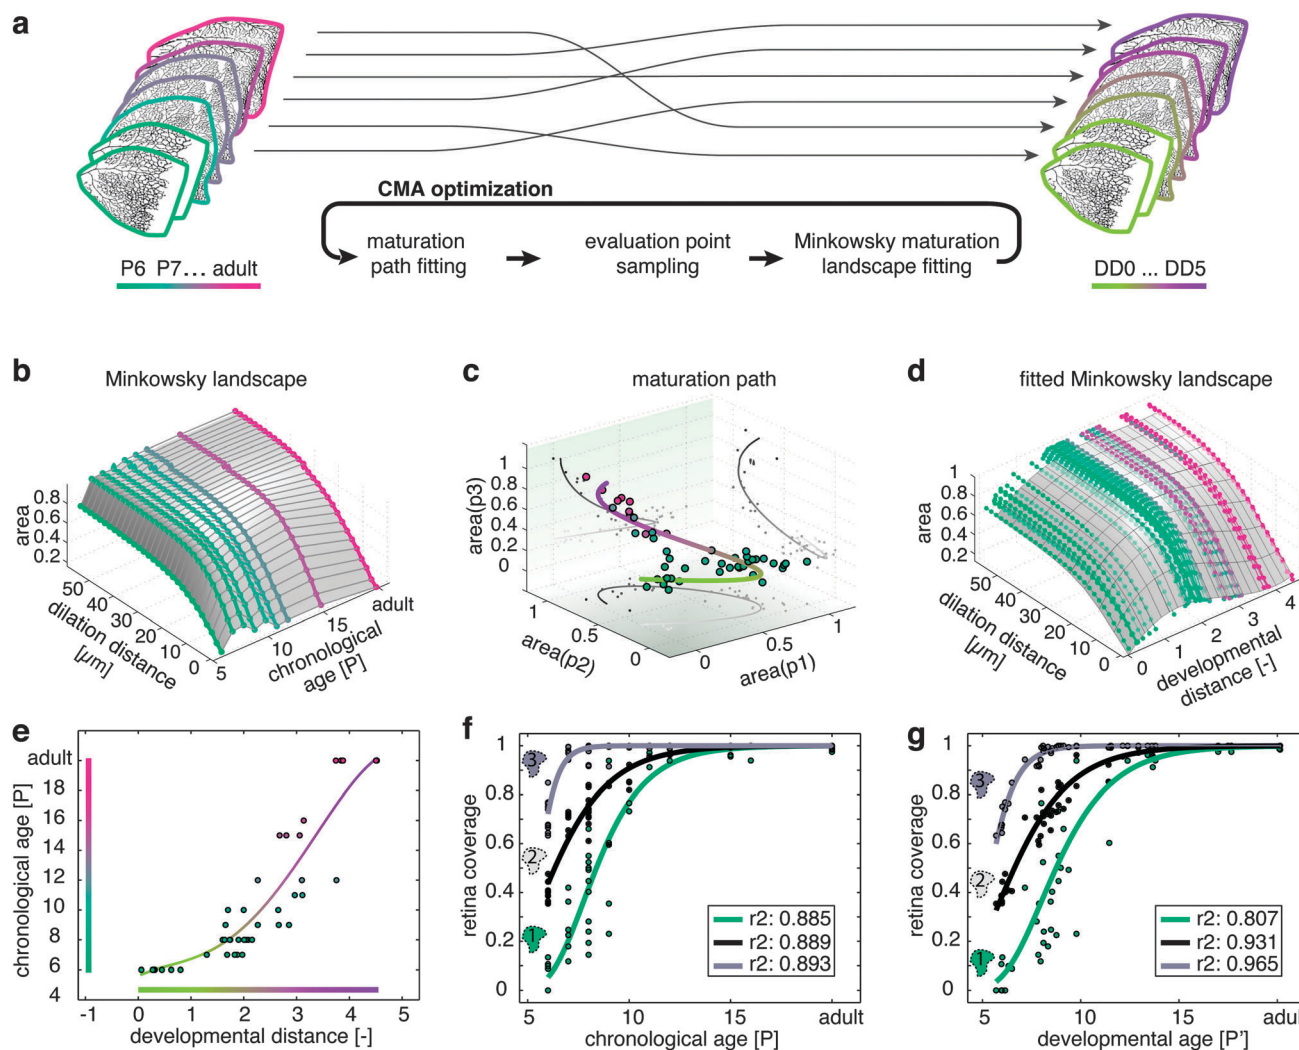 a
CMA optimization
maturation path fitting
evaluation point sampling
Minkowsky maturation landscape fitting
P6 P7... adult
DD0 ... DD5
b
Minkowsky landscape
area
0.8
0.6
0.4
0.2
50
40
30
20
10
0
dilation distance [µm]
5
10
15
adult
chronological age [P]
c
maturation path
area(p3)
1
0.8
0.6
0.4
0.2
0
1
0.5
0
area(p2)
0
0.5
1
area(p1)
d
fitted Minkowsky landscape
area
1
0.8
0.6
0.4
0.2
50
40
30
20
10
0
dilation distance [µm]
0
1
2
3
4
developmental distance [-]
e
chronological age [P]
adult
18
16
14
12
10
8
6
4
-1
0
1
2
3
4
5
developmental distance [-]
f
retina coverage
1
0.8
0.6
0.4
0.2
0
3
2
1
r2: 0.885
r2: 0.889
r2: 0.893
5
10
15
adult
chronological age [P]
g
retina coverage
1
0.8
0.6
0.4
0.2
0
3
2
1
r2: 0.807
r2: 0.931
r2: 0.965
5
10
15
adult
developmental age [P']